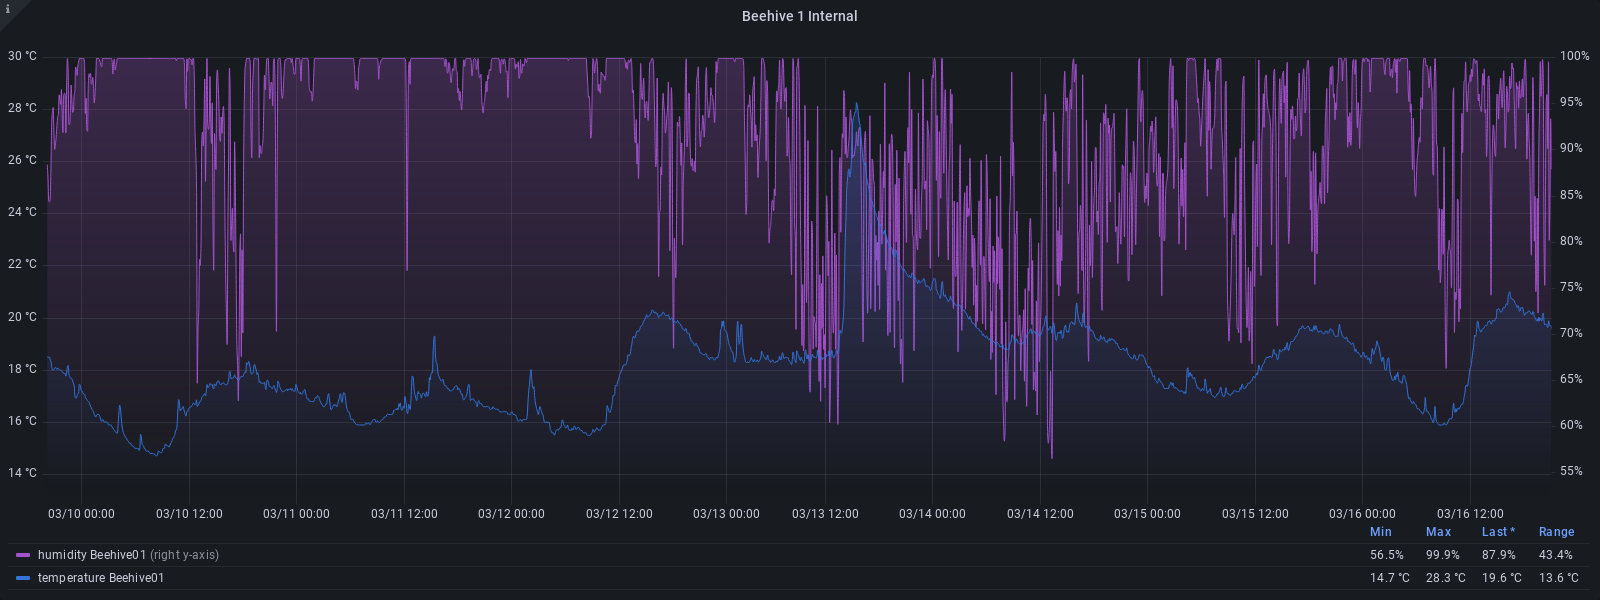 i
Beehive 1 Internal
30 °C 100%
28 °C 95%
26 °C 90%
24 °C 85%
22 °C 80%
20 °C 75%
18 °C 70%
16 °C 65%
14 °C 60%
55%
03/10 00:00 03/10 12:00 03/11 00:00 03/11 12:00 03/12 00:00 03/12 12:00 03/13 00:00 03/13 12:00 03/14 00:00 03/14 12:00 03/15 00:00 03/15 12:00 03/16 00:00 03/16 12:00
Min Max Last * Range
humidity Beehive01 (right y-axis) 56.5% 99.9% 87.9% 43.4%
temperature Beehive01 14.7 °C 28.3 °C 19.6 °C 13.6 °C